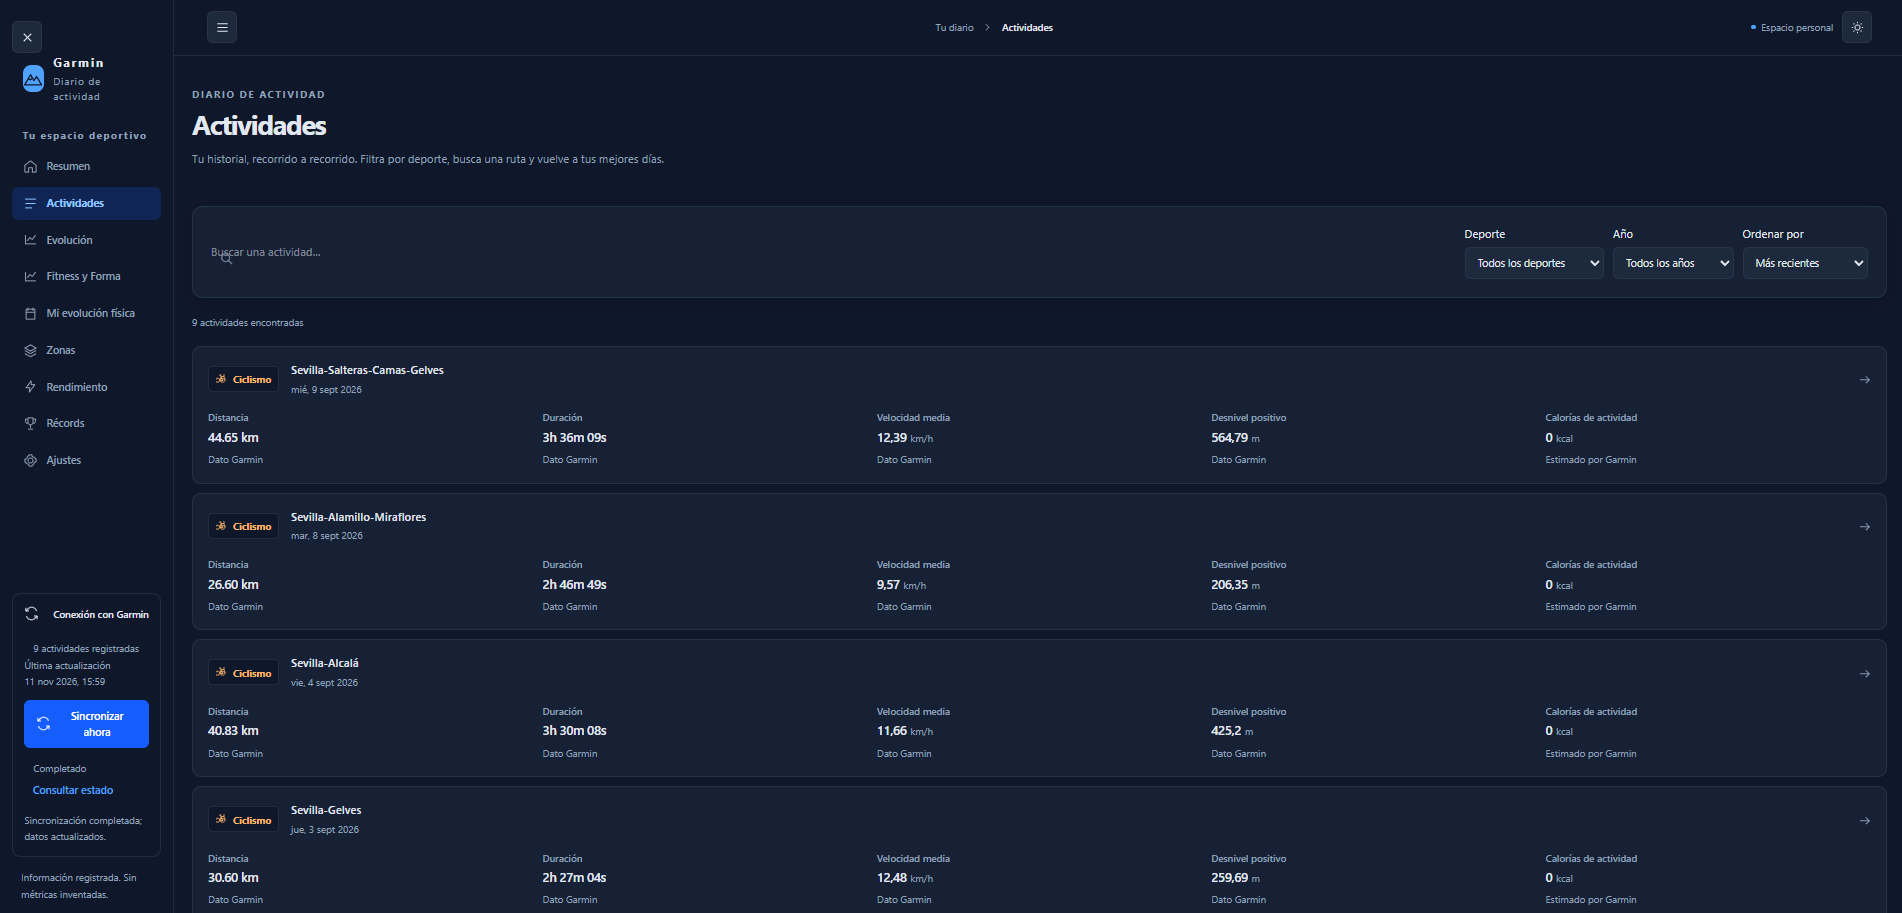 Garmin
Diario de
actividad
Tu espacio deportivo
Resumen
Actividades
Evolución
Fitness y Forma
Mi evolución física
Zonas
Rendimiento
Récords
Ajustes
Conexión con Garmin
9 actividades registradas
Última actualización
11 nov 2026, 15:59
Sincronizar
ahora
Completado
Consultar estado
Sincronización completada;
datos actualizados.
Información registrada. Sin
métricas inventadas.
Tu diario > Actividades
Espacio personal
DIARIO DE ACTIVIDAD
Actividades
Tu historial, recorrido a recorrido. Filtra por deporte, busca una ruta y vuelve a tus mejores días.
Buscar una actividad...
Deporte Año Ordenar por
Todos los deportes Todos los años Más recientes
9 actividades encontradas
Ciclismo
Sevilla-Salteras-Camas-Gelves
mié, 9 sept 2026
Distancia Duración Velocidad media Desnivel positivo Calorías de actividad
44.65 km 3h 36m 09s 12,39 km/h 564,79 m 0 kcal
Dato Garmin Dato Garmin Dato Garmin Dato Garmin Estimado por Garmin
Ciclismo
Sevilla-Alamillo-Miraflores
mar, 8 sept 2026
Distancia Duración Velocidad media Desnivel positivo Calorías de actividad
26.60 km 2h 46m 49s 9,57 km/h 206,35 m 0 kcal
Dato Garmin Dato Garmin Dato Garmin Dato Garmin Estimado por Garmin
Ciclismo
Sevilla-Alcalá
vie, 4 sept 2026
Distancia Duración Velocidad media Desnivel positivo Calorías de actividad
40.83 km 3h 30m 08s 11,66 km/h 425,2 m 0 kcal
Dato Garmin Dato Garmin Dato Garmin Dato Garmin Estimado por Garmin
Ciclismo
Sevilla-Gelves
jue, 3 sept 2026
Distancia Duración Velocidad media Desnivel positivo Calorías de actividad
30.60 km 2h 27m 04s 12,48 km/h 259,69 m 0 kcal
Dato Garmin Dato Garmin Dato Garmin Dato Garmin Estimado por Garmin